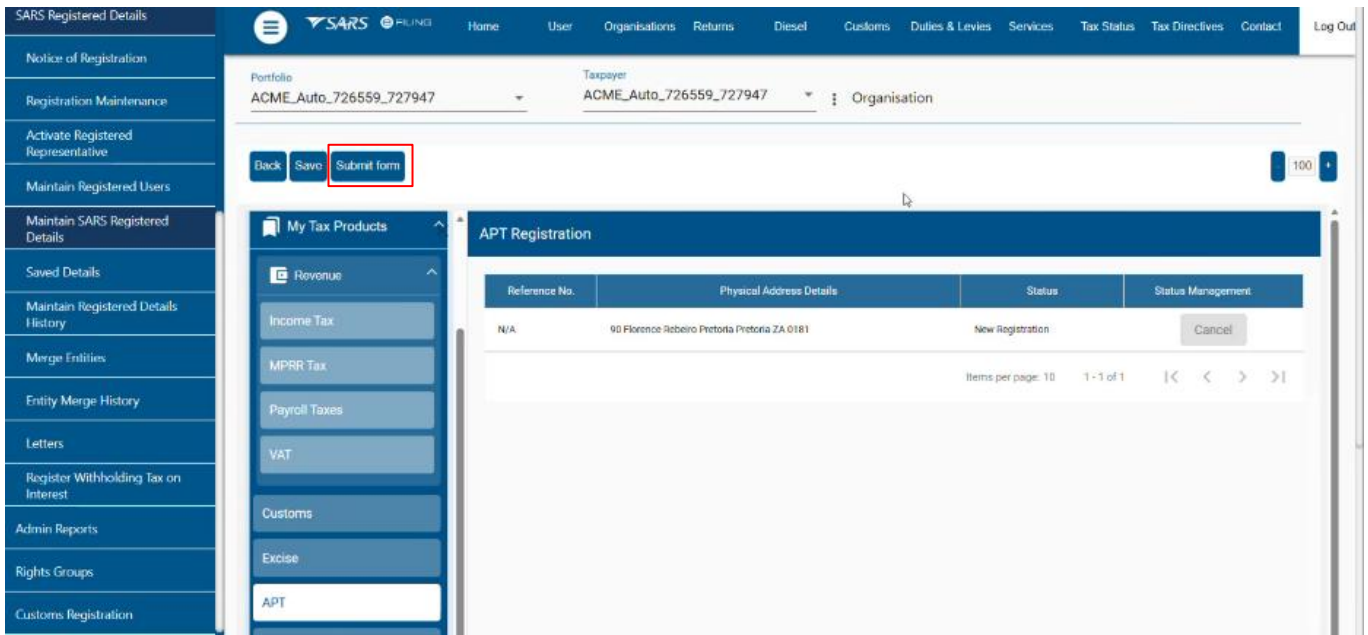 SARS Registered Details
Notice of Registration
Registration Maintenance
Activate Registered
Representative
Maintain Registered Users
Maintain SARS Registered
Details
Saved Details
Maintain Registered Details
History
Merge Entities
Entity Merge History
Letters
Register Withholding Tax on
Interest
Admin Reports
Rights Groups
Customs Registration
SARS eFILING
Home User Organisations Returns Diesel Customs Duties & Levies Services Tax Status Tax Directives Contact Log Out
Portfolio
ACME_Auto_726559_727947
Taxpayer
ACME_Auto_726559_727947
Organisation
Back Save Submit form
- 100 +
My Tax Products
Revenue
Income Tax
MPRR Tax
Payroll Taxes
VAT
Customs
Excise
APT
APT Registration
Reference No. Physical Address Details Status Status Management
N/A 90 Florence Rebeiro Pretoria Pretoria ZA 0181 New Registration Cancel
Items per page: 10 1 - 1 of 1 |< < > >|